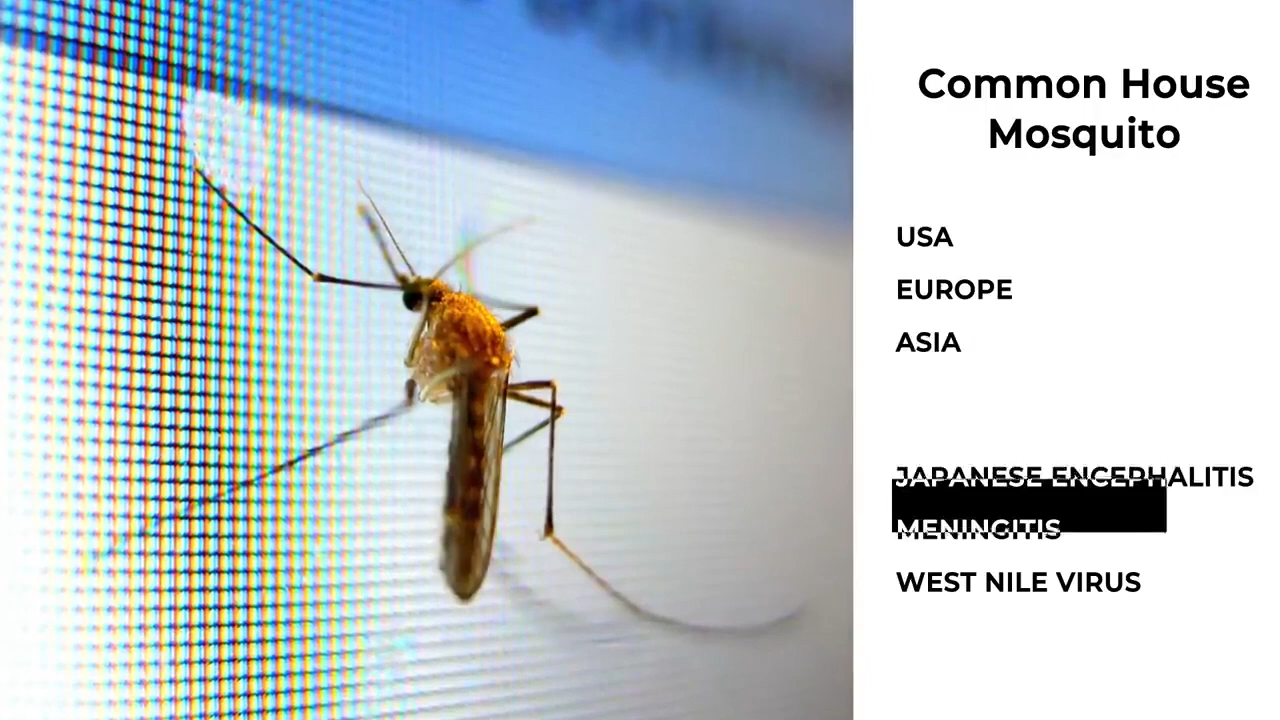 Common House
Mosquito
USA
EUROPE
ASIA
JAPANESE ENCEPHALITIS
MENINGITIS
WEST NILE VIRUS